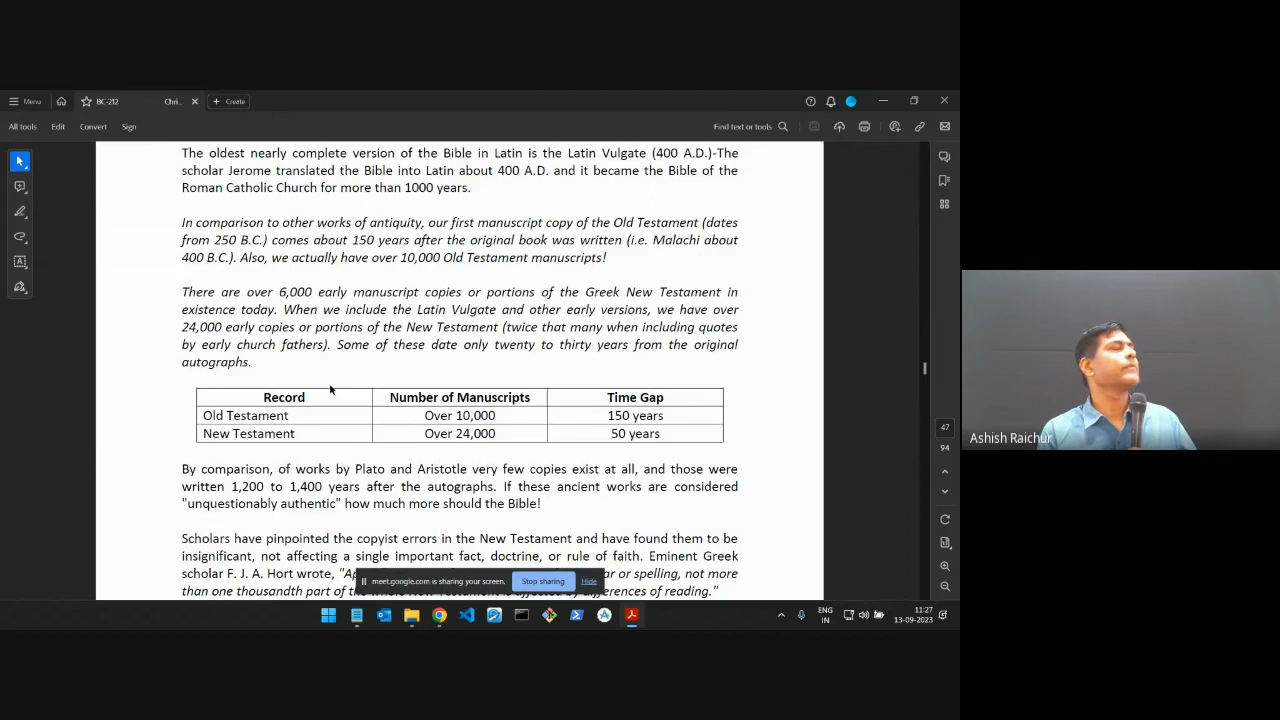 Menu
BC-212
Chri...
Create
All tools
Edit
Convert
Sign
Find text or tools
The oldest nearly complete version of the Bible in Latin is the Latin Vulgate (400 A.D.)-The
scholar Jerome translated the Bible into Latin about 400 A.D. and it became the Bible of the
Roman Catholic Church for more than 1000 years.
In comparison to other works of antiquity, our first manuscript copy of the Old Testament (dates
from 250 B.C.) comes about 150 years after the original book was written (i.e. Malachi about
400 B.C.). Also, we actually have over 10,000 Old Testament manuscripts!
There are over 6,000 early manuscript copies or portions of the Greek New Testament in
existence today. When we include the Latin Vulgate and other early versions, we have over
24,000 early copies or portions of the New Testament (twice that many when including quotes
by early church fathers). Some of these date only twenty to thirty years from the original
autographs.
Record Number of Manuscripts Time Gap
Old Testament Over 10,000 150 years
New Testament Over 24,000 50 years
By comparison, of works by Plato and Aristotle very few copies exist at all, and those were
written 1,200 to 1,400 years after the autographs. If these ancient works are considered
"unquestionably authentic" how much more should the Bible!
Scholars have pinpointed the copyist errors in the New Testament and have found them to be
insignificant, not affecting a single important fact, doctrine, or rule of faith. Eminent Greek
scholar F. J. A. Hort wrote, ar or spelling, not more
than one thousandth part of the whole New Testament is affected by differences of reading."
meet.google.com is sharing your screen.
Stop sharing
Hide
47
94
ENG
IN
11:27
13-09-2023
Ashish Raichur